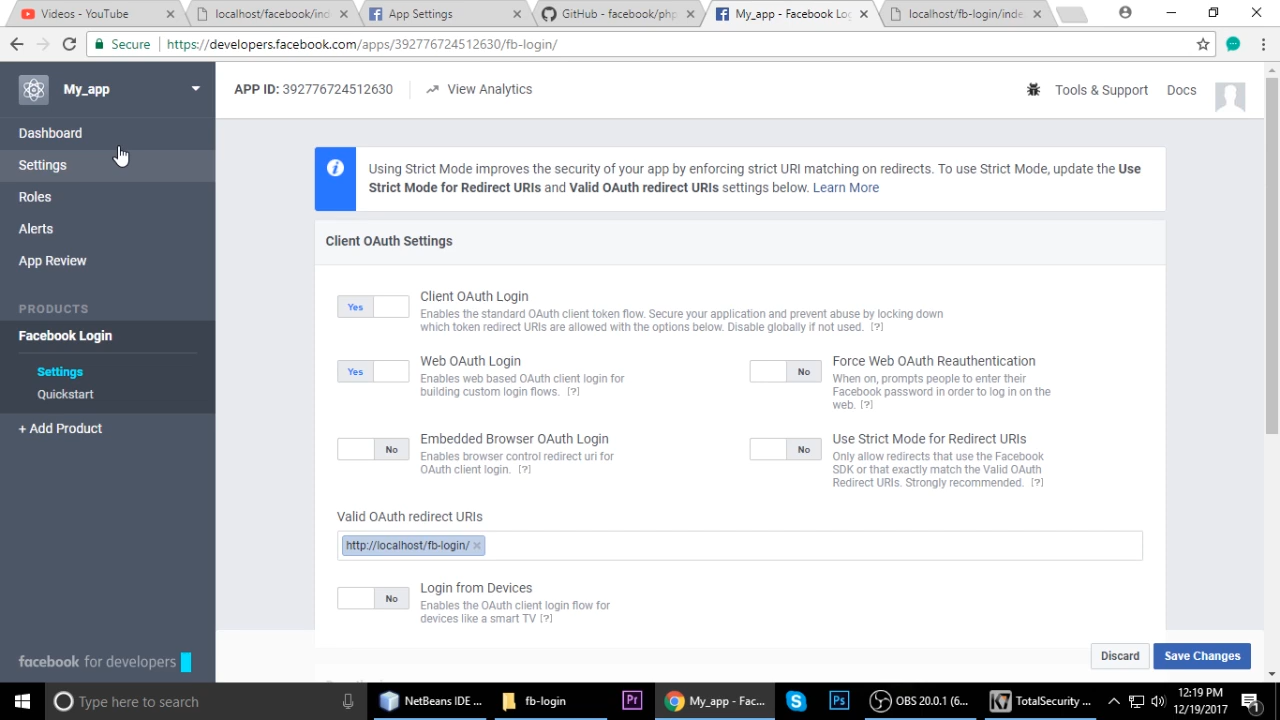 Videos - YouTube
localhost/facebook/ind
App Settings
GitHub - facebook/php
My_app - Facebook Lo
localhost/fb-login/inde
Secure
https://developers.facebook.com/apps/392776724512630/fb-login/
My_app
APP ID: 392776724512630
View Analytics
Tools & Support
Docs
Dashboard
Settings
Roles
Alerts
App Review
PRODUCTS
Facebook Login
Settings
Quickstart
+ Add Product
facebook for developers
Using Strict Mode improves the security of your app by enforcing strict URI matching on redirects. To use Strict Mode, update the Use
Strict Mode for Redirect URIs and Valid OAuth redirect URIs settings below. Learn More
Client OAuth Settings
Yes
Client OAuth Login
Enables the standard OAuth client token flow. Secure your application and prevent abuse by locking down
which token redirect URIs are allowed with the options below. Disable globally if not used. [?]
Yes
Web OAuth Login
Enables web based OAuth client login for
building custom login flows. [?]
No
Force Web OAuth Reauthentication
When on, prompts people to enter their
Facebook password in order to log in on the
web. [?]
No
Embedded Browser OAuth Login
Enables browser control redirect uri for
OAuth client login. [?]
No
Use Strict Mode for Redirect URIs
Only allow redirects that use the Facebook
SDK or that exactly match the Valid OAuth
Redirect URIs. Strongly recommended. [?]
Valid OAuth redirect URIs
http://localhost/fb-login/
No
Login from Devices
Enables the OAuth client login flow for
devices like a smart TV [?]
Discard
Save Changes
Type here to search
NetBeans IDE ...
fb-login
Pr
My_app - Fac...
Ps
OBS 20.0.1 (6...
TotalSecurity ...
12:19 PM
12/19/2017
1